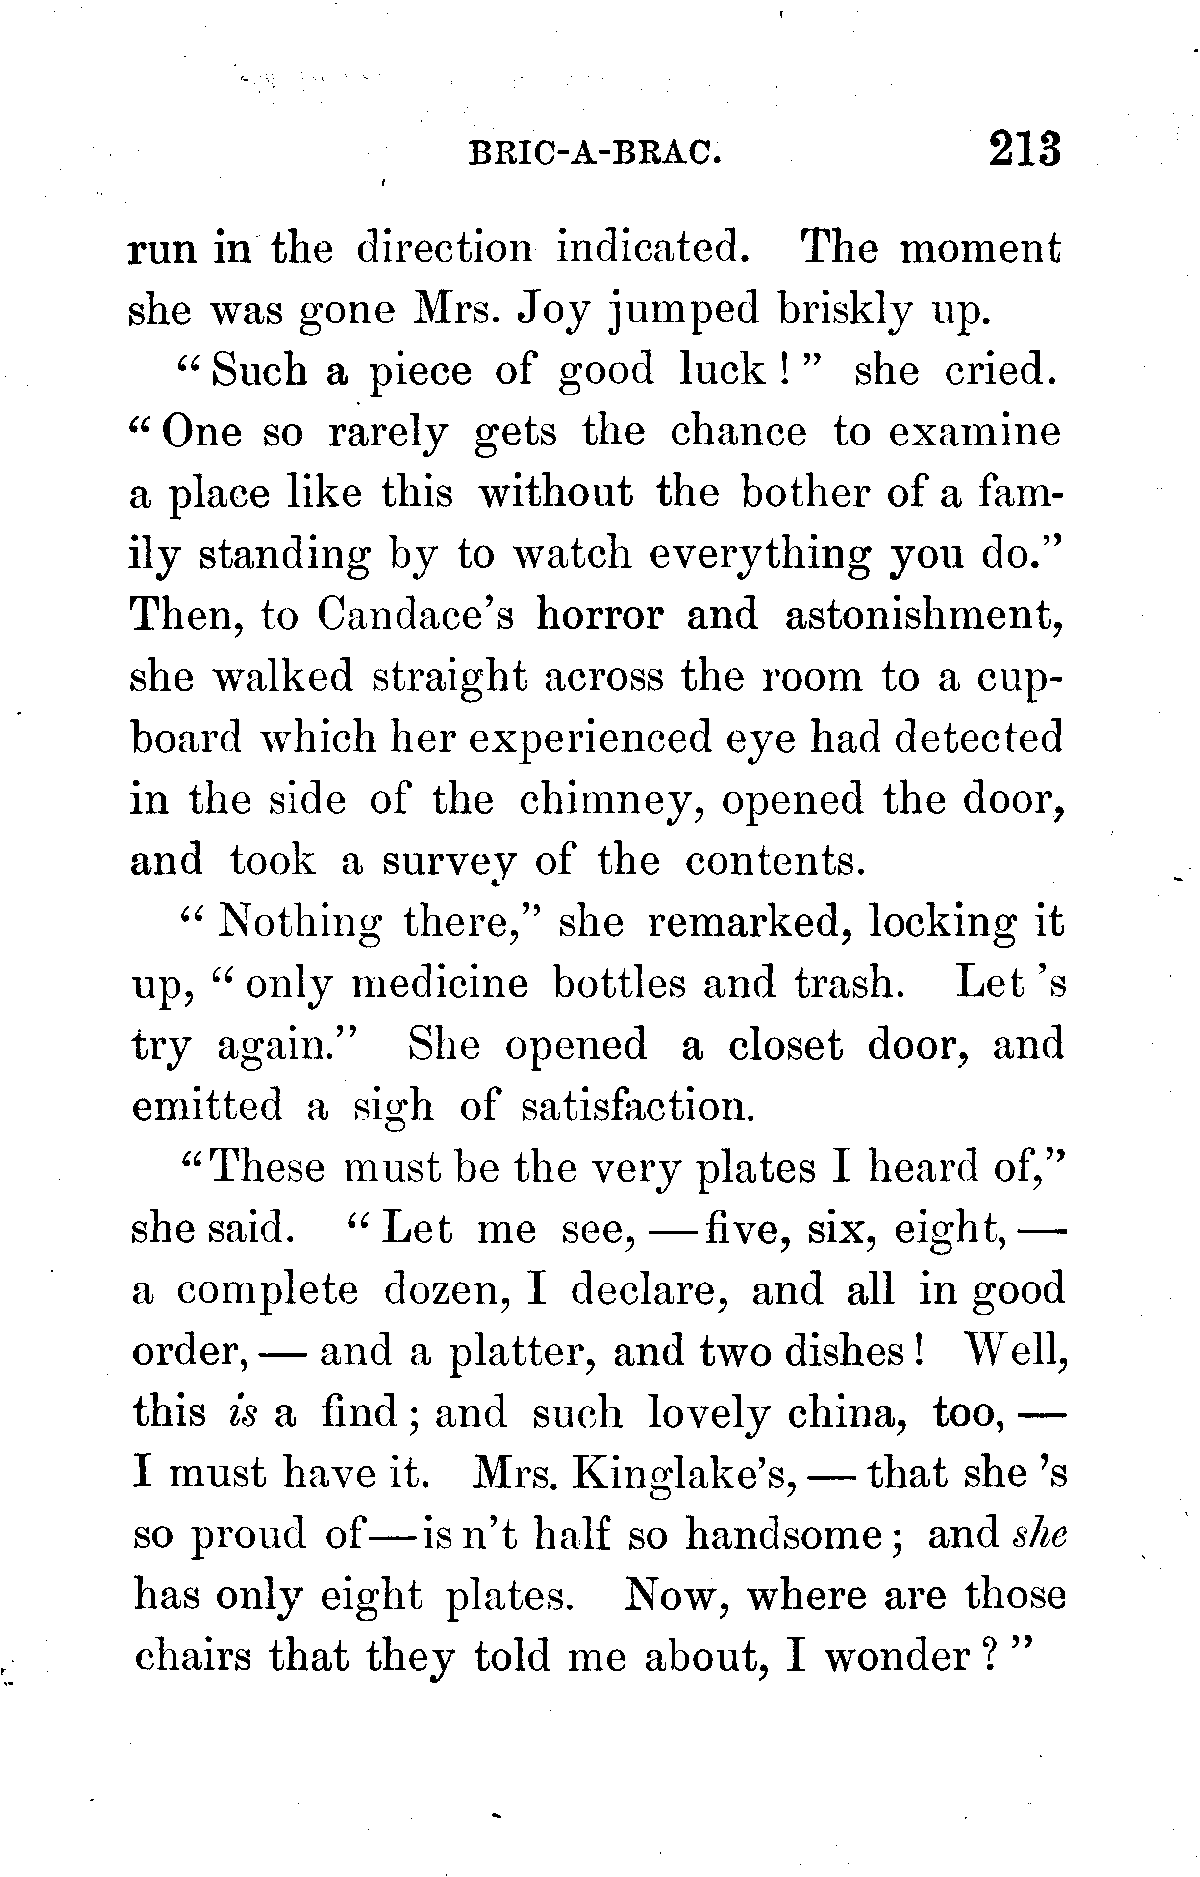 BRIC-A-BRAC. 213
run in the direction indicated. The moment
she was gone Mrs. Joy jumped briskly up.
“Such a piece of good luck!” she cried.
“One so rarely gets the chance to examine
a place like this without the bother of a fam-
ily standing by to watch everything you do.”
Then, to Candace’s horror and astonishment,
she walked straight across the room to a cup-
board which her experienced eye had detected
in the side of the chimney, opened the door,
and took a survey of the contents.
“Nothing there,” she remarked, locking it
up, “only medicine bottles and trash. Let ’s
try again.” She opened a closet door, and
emitted a sigh of satisfaction.
“These must be the very plates I heard of,”
she said. “Let me see,—five, six, eight,—
a complete dozen, I declare, and all in good
order,—and a platter, and two dishes! Well,
this is a find; and such lovely china, too,—
I must have it. Mrs. Kinglake’s,—that she ’s
so proud of—is n’t half so handsome; and she
has only eight plates. Now, where are those
chairs that they told me about, I wonder?”